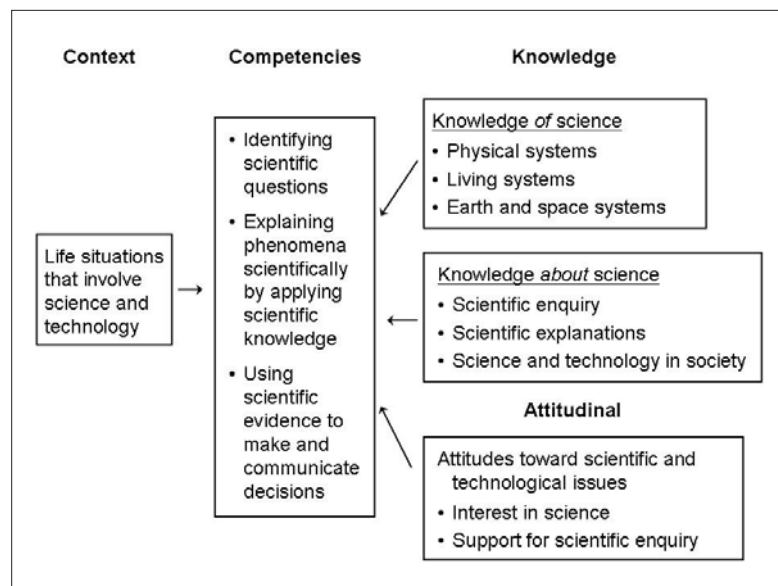 Context
Competencies
Knowledge
Life situations
that involve
science and
technology
• Identifying
scientific
questions
• Explaining
phenomena
scientifically
by applying
scientific
knowledge
• Using
scientific
evidence to
make and
communicate
decisions
Knowledge of science
• Physical systems
• Living systems
• Earth and space systems
Knowledge about science
• Scientific enquiry
• Scientific explanations
• Science and technology in society
Attitudinal
Attitudes toward scientific and
technological issues
• Interest in science
• Support for scientific enquiry